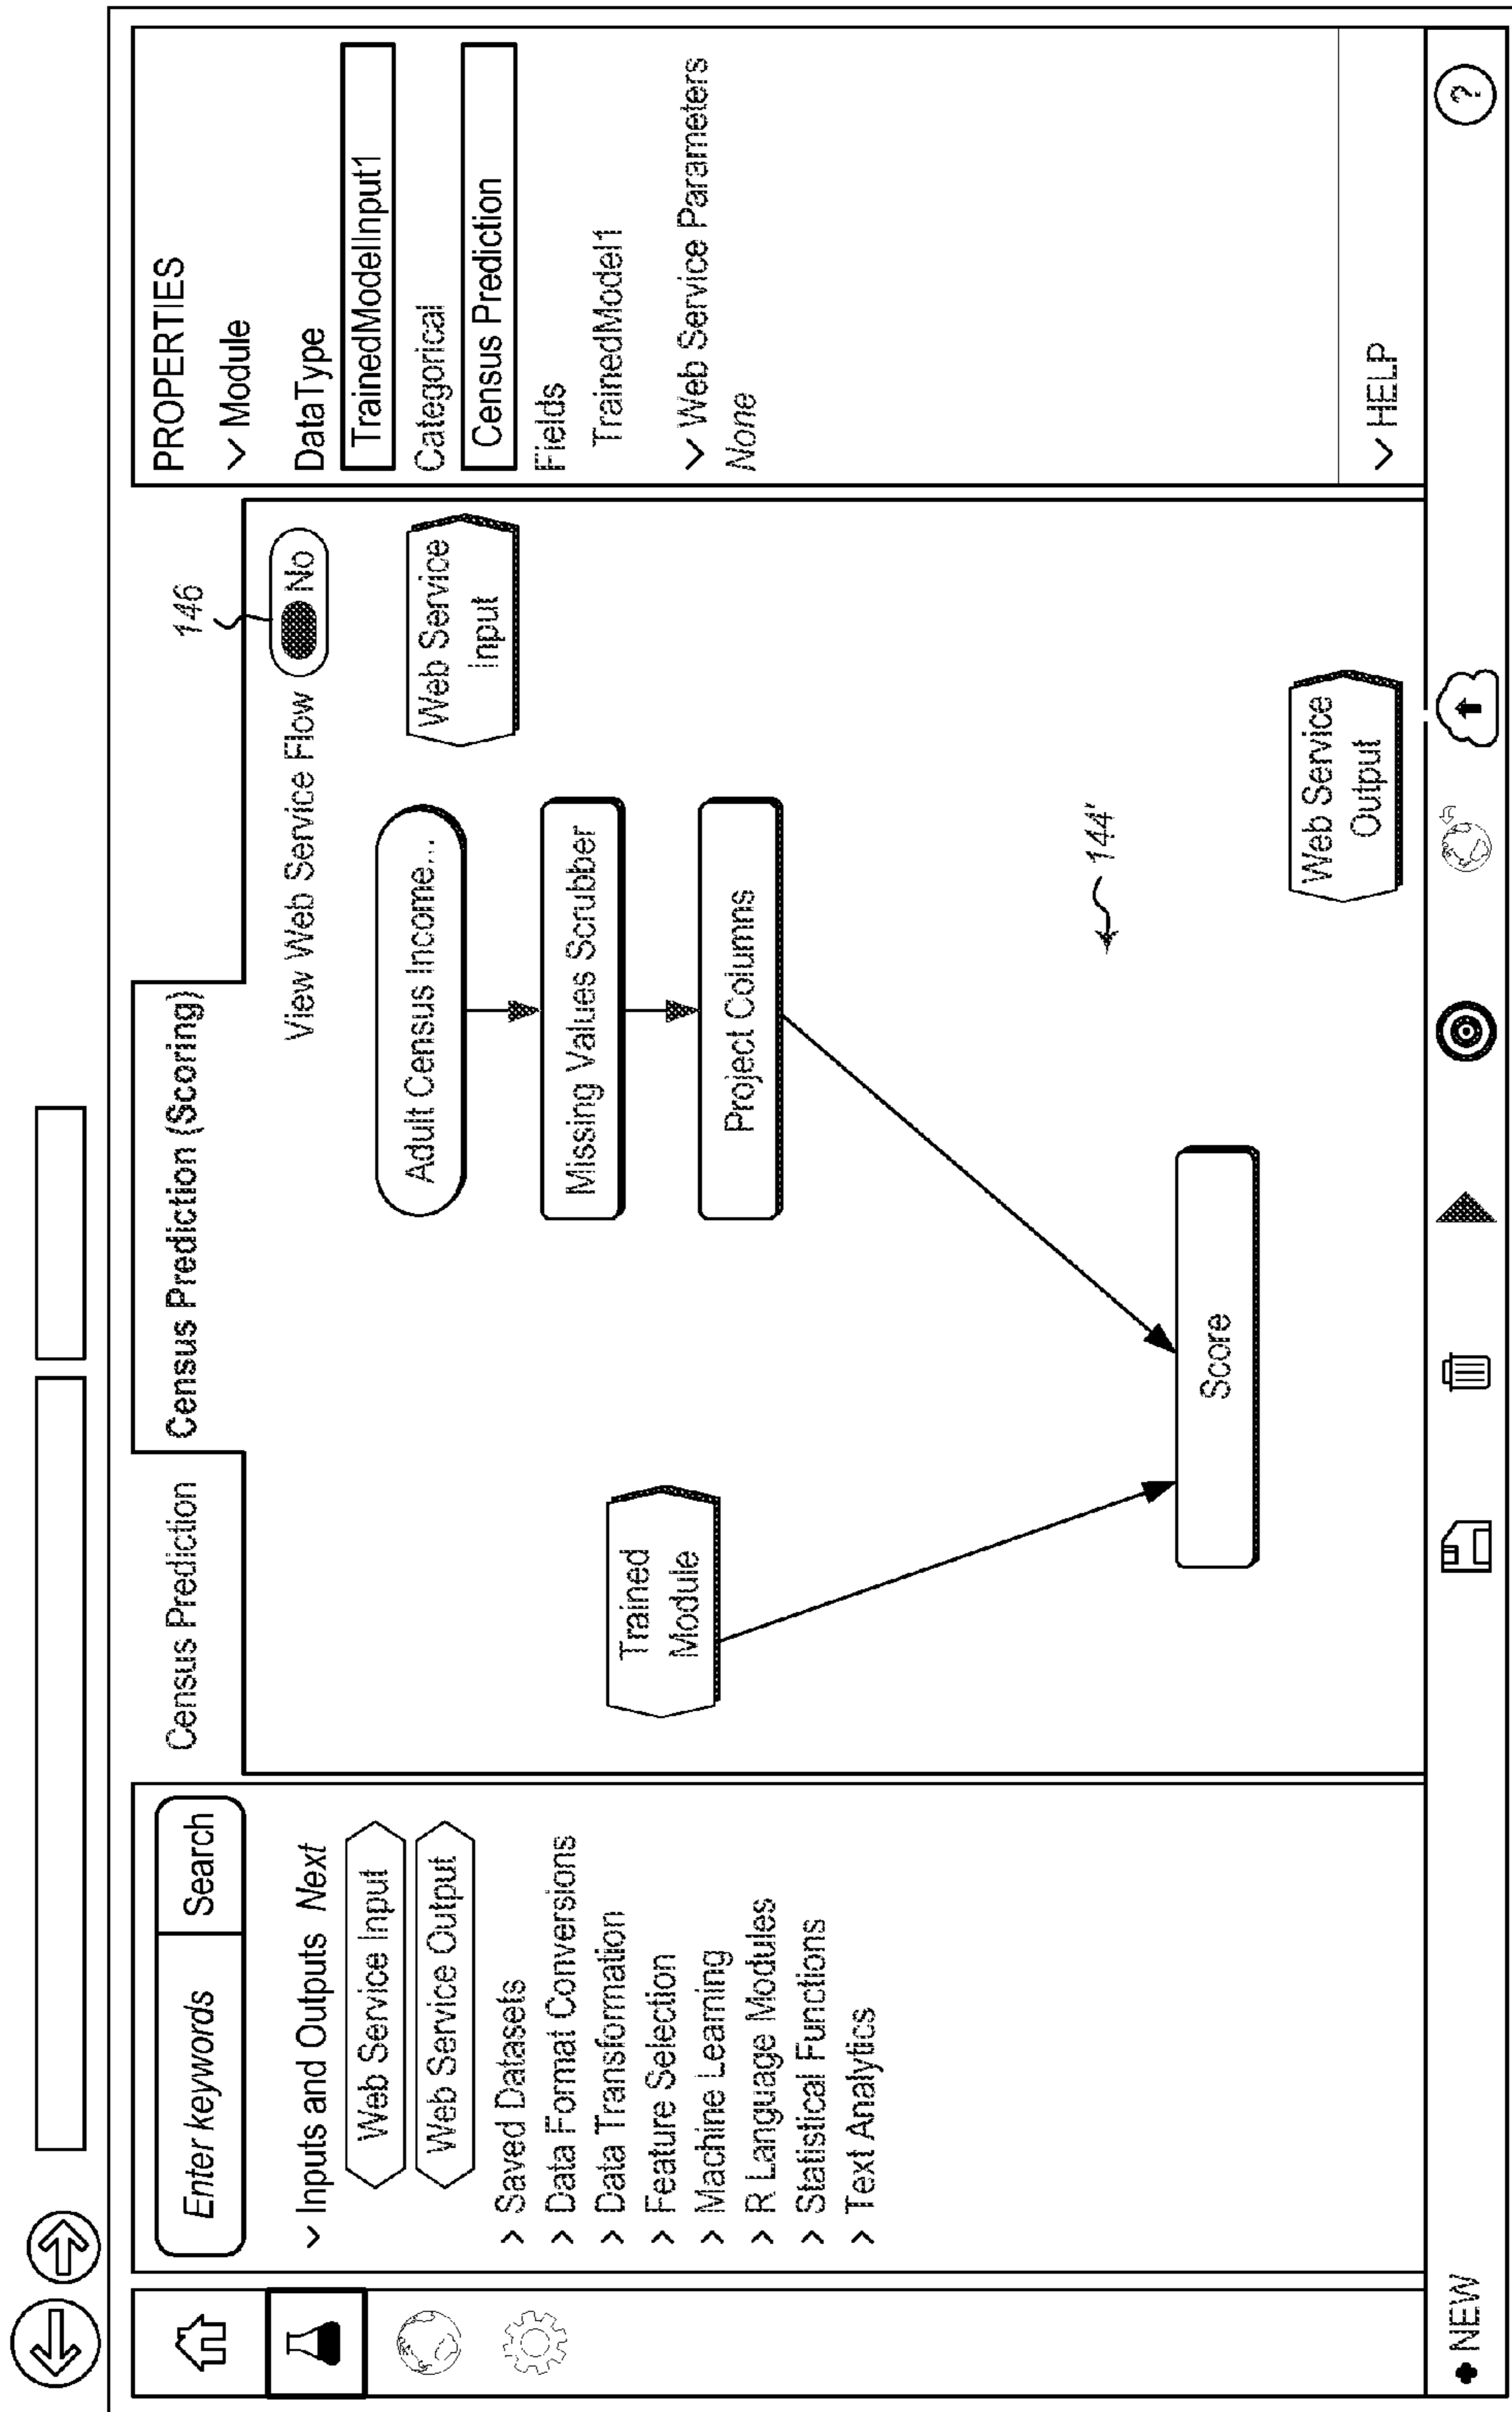 Enter keywords
Search
Inputs and Outputs Next
Web Service Input
Web Service Output
Saved Datasets
Data Format Conversions
Data Transformation
Feature Selection
Machine Learning
R Language Modules
Statistical Functions
Text Analytics
Census Prediction
Census Prediction (Scoring)
146
View Web Service Flow
No
Adult Census Income...
Web Service
Input
Missing Values Scrubber
Trained
Module
Project Columns
144'
Score
Web Service
Output
PROPERTIES
Module
DataType
TrainedModelInput1
Categorical
Census Prediction
Fields
TrainedModel1
Web Service Parameters
None
HELP
NEW
?